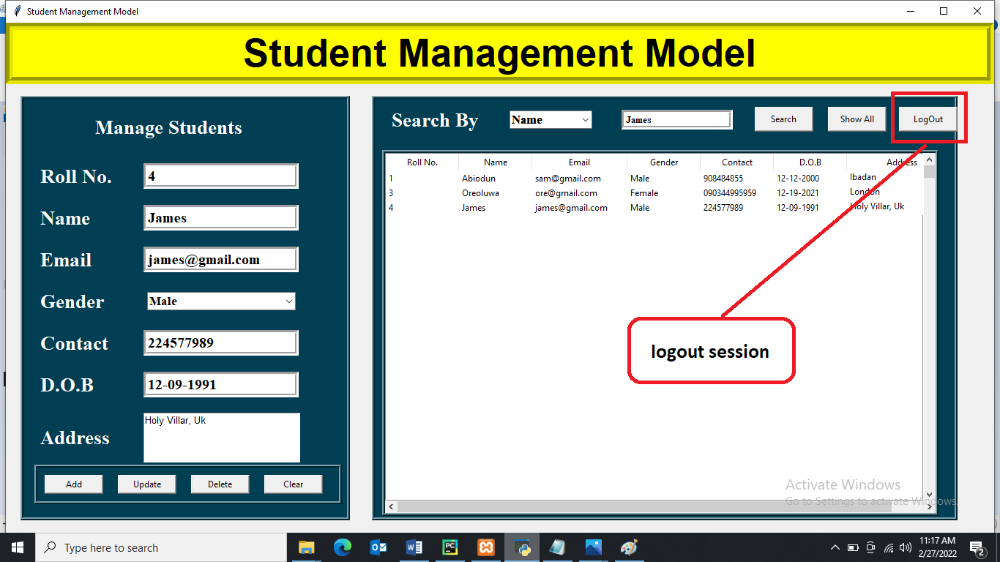 Student Management Model
Student Management Model
Manage Students
Roll No. 4
Name James
Email james@gmail.com
Gender Male
Contact 224577989
D.O.B 12-09-1991
Address Holy Villar, Uk
Add Update Delete Clear
Search By Name James Search Show All LogOut
Roll No. Name Email Gender Contact D.O.B Address
1 Abiodun sam@gmail.com Male 908484855 12-12-2000 Ibadan
3 Oreoluwa ore@gmail.com Female 090344995959 12-19-2021 London
4 James james@gmail.com Male 224577989 12-09-1991 Holy Villar, Uk
logout session
Activate Windows
Go to Settings to activate Windows.
Type here to search
11:17 AM
2/27/2022
2